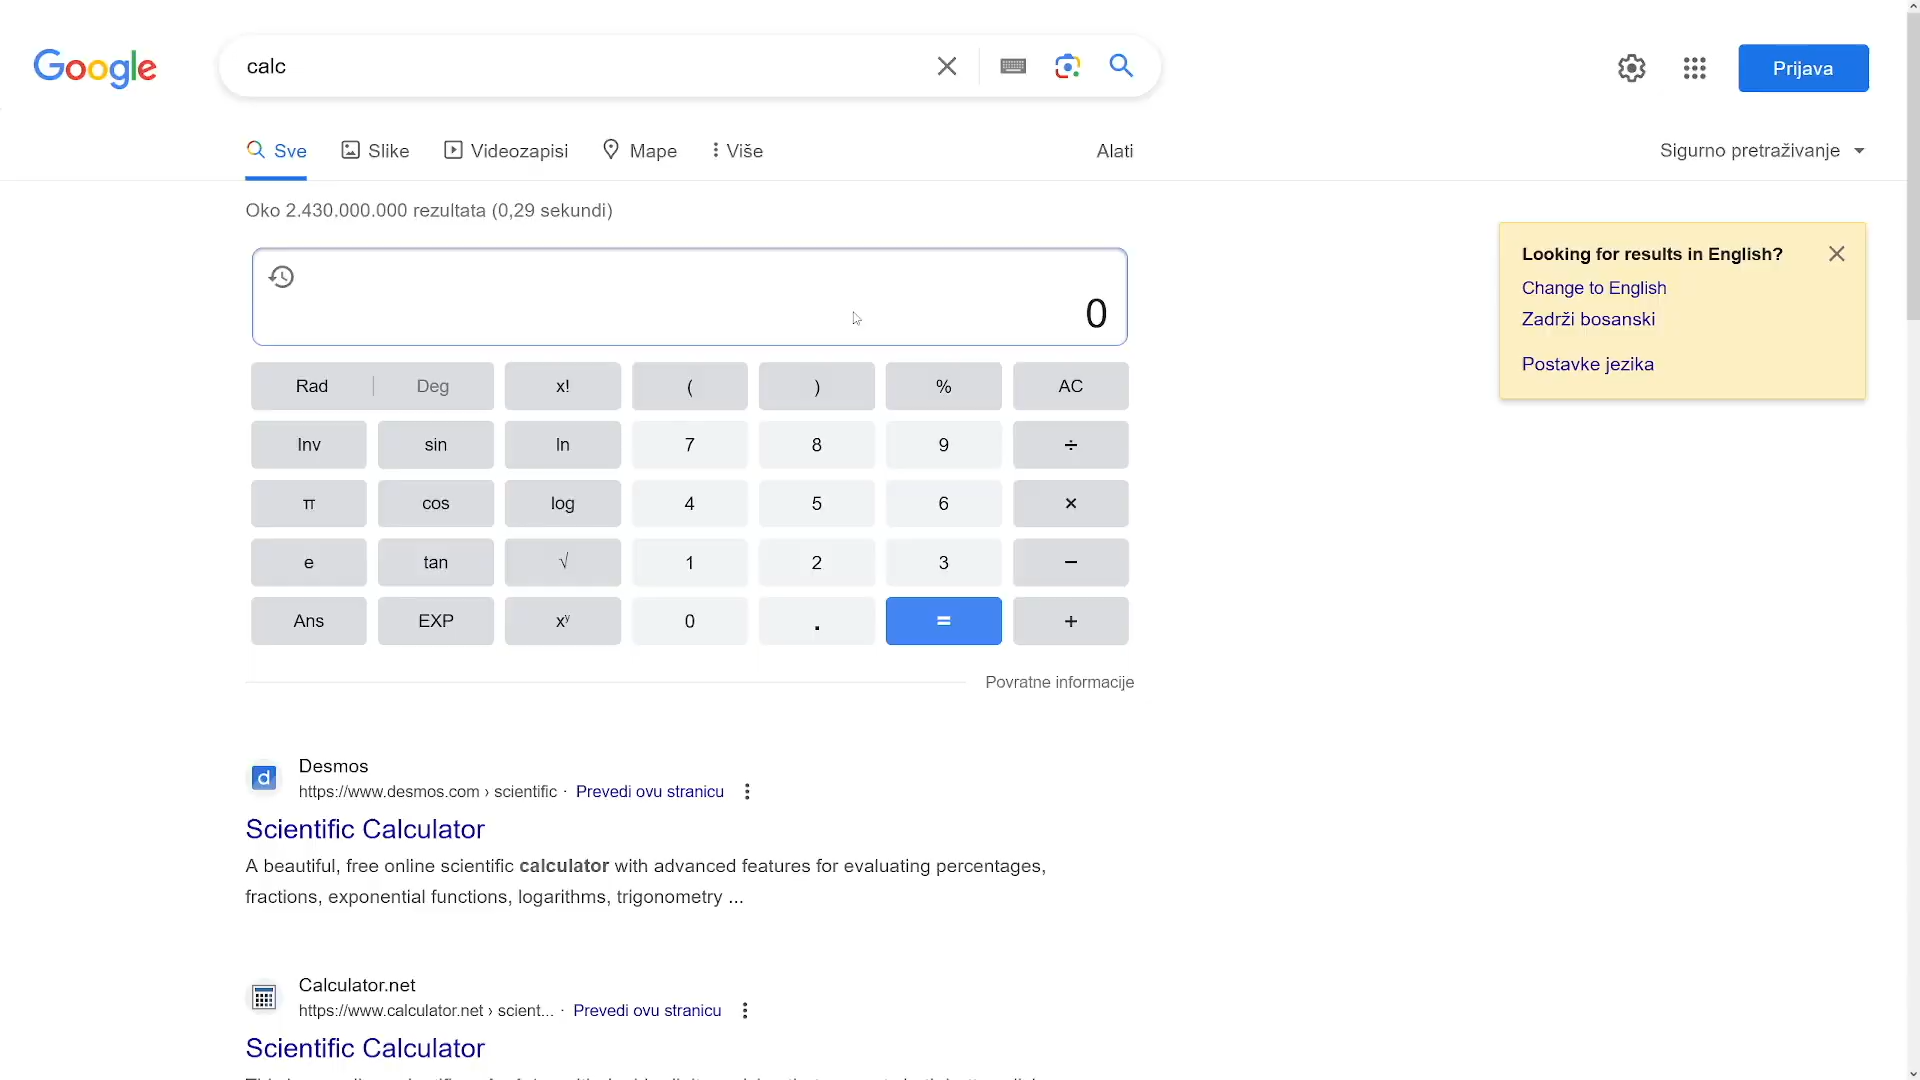 Google
calc
Prijava
Sve Slike Videozapisi Mape Više Alati Sigurno pretraživanje
Oko 2.430.000.000 rezultata (0,29 sekundi)
0
Looking for results in English?
Change to English
Zadrži bosanski
Postavke jezika
Rad Deg x! ( ) % AC
Inv sin ln 7 8 9 ÷
π cos log 4 5 6 ×
e tan √ 1 2 3 −
Ans EXP xʸ 0 . = +
Povratne informacije
d
Desmos
https://www.desmos.com › scientific · Prevedi ovu stranicu
Scientific Calculator
A beautiful, free online scientific calculator with advanced features for evaluating percentages,
fractions, exponential functions, logarithms, trigonometry ...
Calculator.net
https://www.calculator.net › scient... · Prevedi ovu stranicu
Scientific Calculator